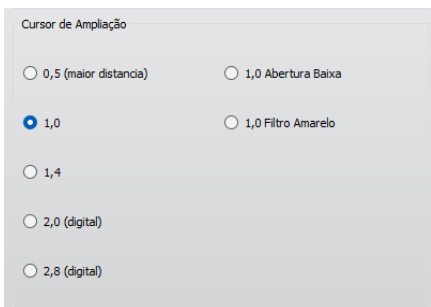 Cursor de Ampliação
0,5 (maior distancia)
1,0 Abertura Baixa
1,0
1,0 Filtro Amarelo
1,4
2,0 (digital)
2,8 (digital)